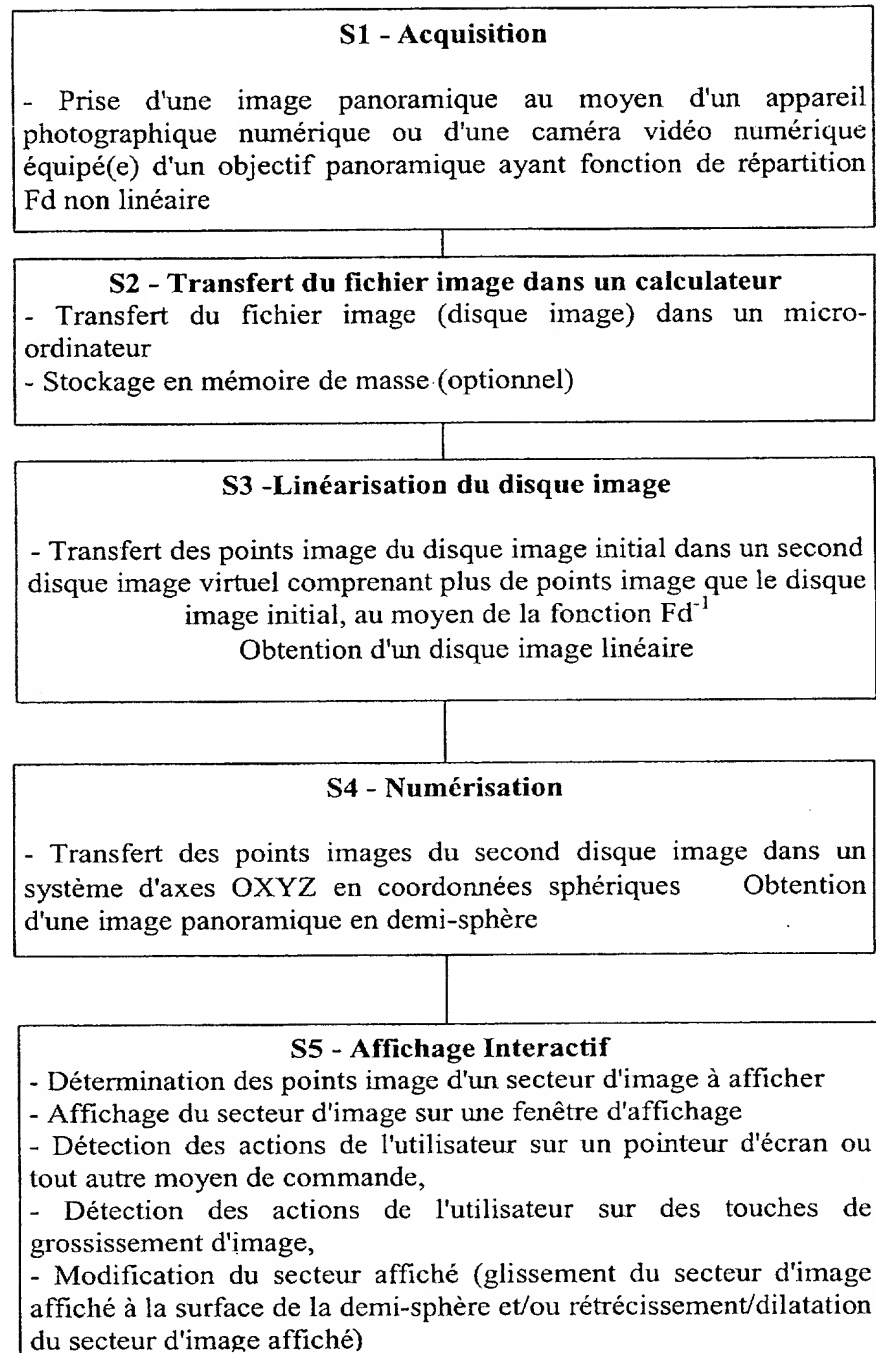 S1 - Acquisition
- Prise d'une image panoramique au moyen d'un appareil
photographique numérique ou d'une caméra vidéo numérique
équipé(e) d'un objectif panoramique ayant fonction de répartition
Fd non linéaire
S2 - Transfert du fichier image dans un calculateur
- Transfert du fichier image (disque image) dans un micro-
ordinateur
- Stockage en mémoire de masse (optionnel)
S3 -Linéarisation du disque image
- Transfert des points image du disque image initial dans un second
disque image virtuel comprenant plus de points image que le disque
image initial, au moyen de la fonction Fd⁻¹
Obtention d'un disque image linéaire
S4 - Numérisation
- Transfert des points images du second disque image dans un
système d'axes OXYZ en coordonnées sphériques Obtention
d'une image panoramique en demi-sphère
S5 - Affichage Interactif
- Détermination des points image d'un secteur d'image à afficher
- Affichage du secteur d'image sur une fenêtre d'affichage
- Détection des actions de l'utilisateur sur un pointeur d'écran ou
tout autre moyen de commande,
- Détection des actions de l'utilisateur sur des touches de
grossissement d'image,
- Modification du secteur affiché (glissement du secteur d'image
affiché à la surface de la demi-sphère et/ou rétrécissement/dilatation
du secteur d'image affiché)